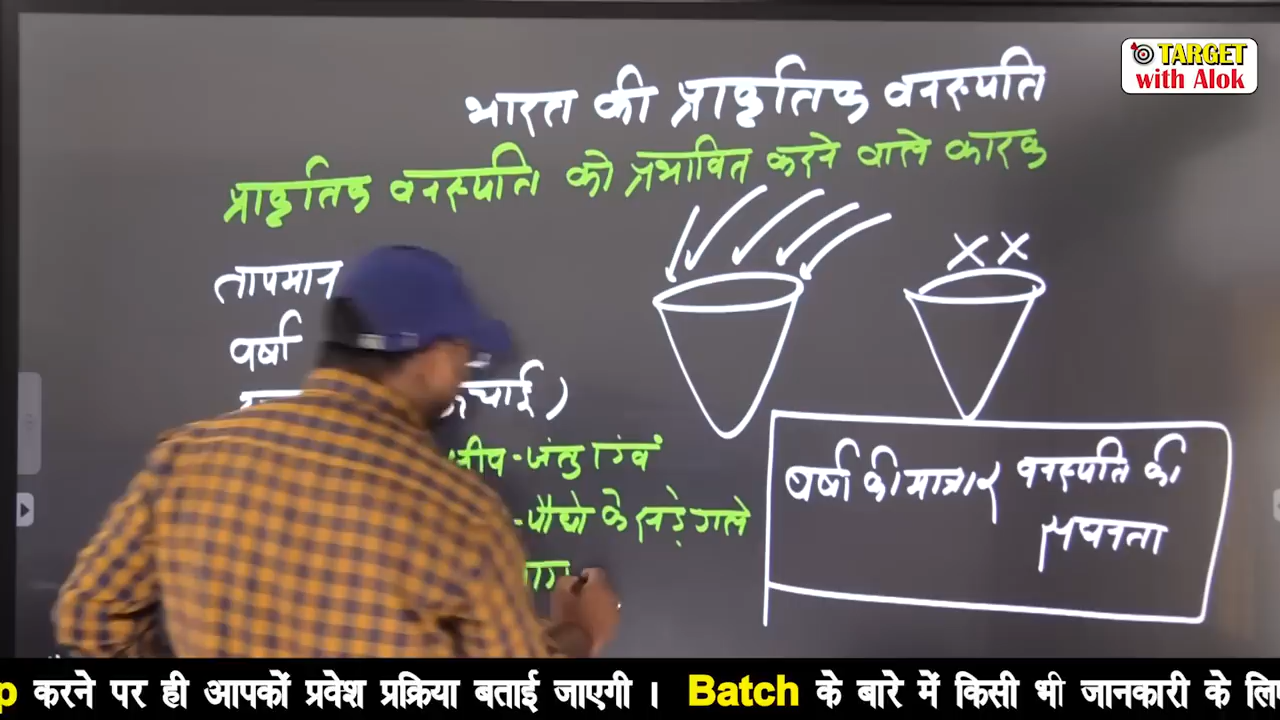 TARGET
with Alok
भारत की प्राकृतिक वनस्पति
प्राकृतिक वनस्पति को प्रभावित करने वाले कारक
तापमान
वर्षा
जीव-जंतु एवं
-पौधो के सड़े गले
भाग
वर्षा की मात्रा α वनस्पति की
सघनता
p करने पर ही आपकों प्रवेश प्रक्रिया बताई जाएगी । Batch के बारे में किसी भी जानकारी के लि